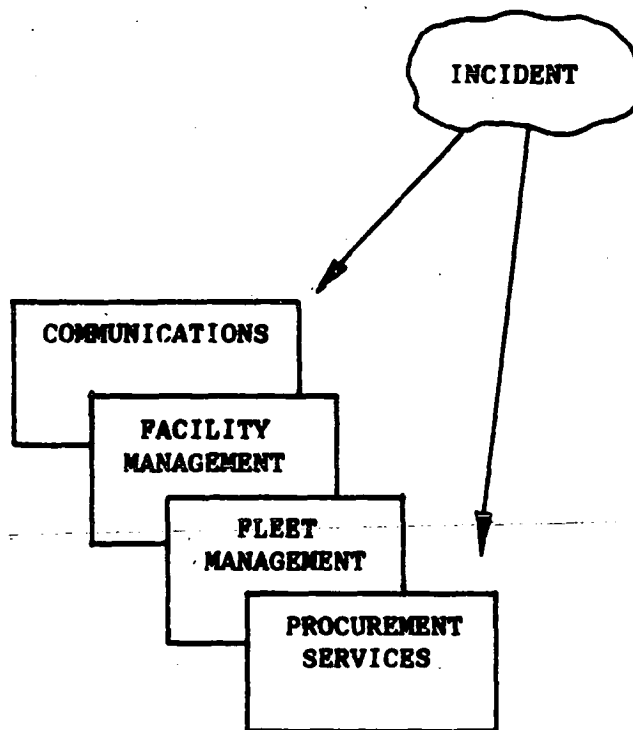 INCIDENT
COMMUNICATIONS
FACILITY
MANAGEMENT
FLEET
MANAGEMENT
PROCUREMENT
SERVICES